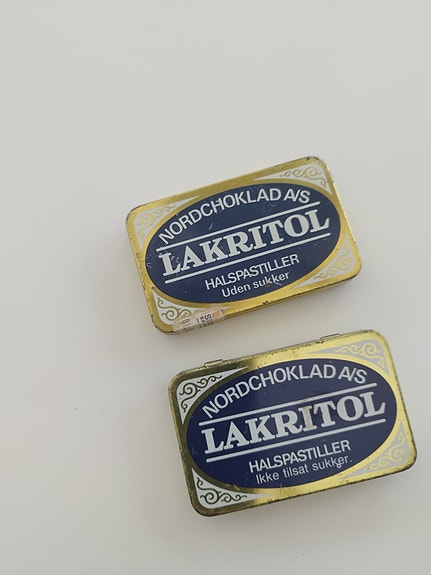 NORDCHOKLAD A/S
LAKRITOL
HALSPASTILLER
Uden sukker
NORDCHOKLAD A/S
LAKRITOL
HALSPASTILLER
Ikke tilsat sukker.